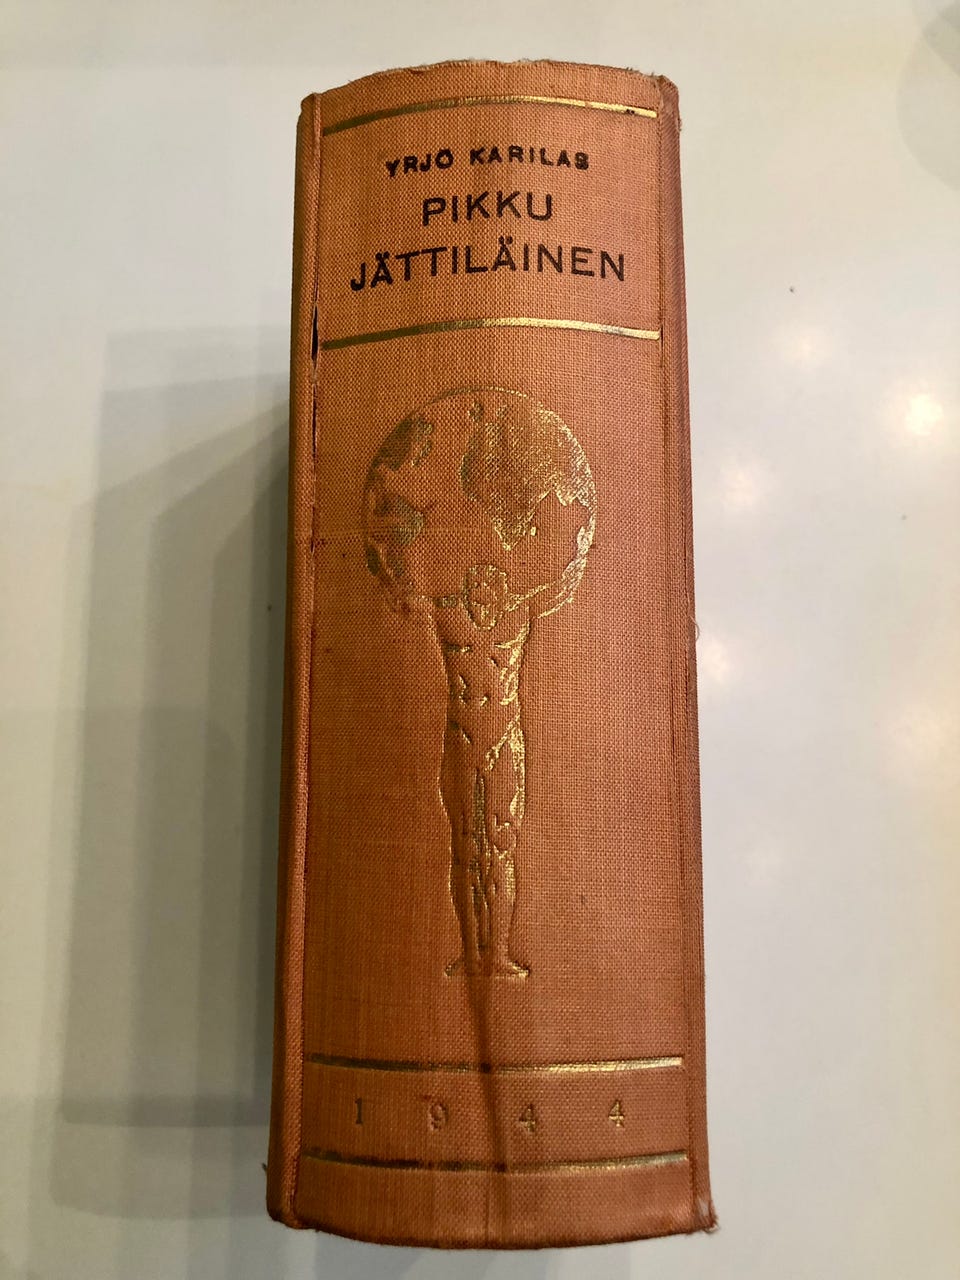 YRJÖ KARILAS
PIKKU
JÄTTILÄINEN
1944